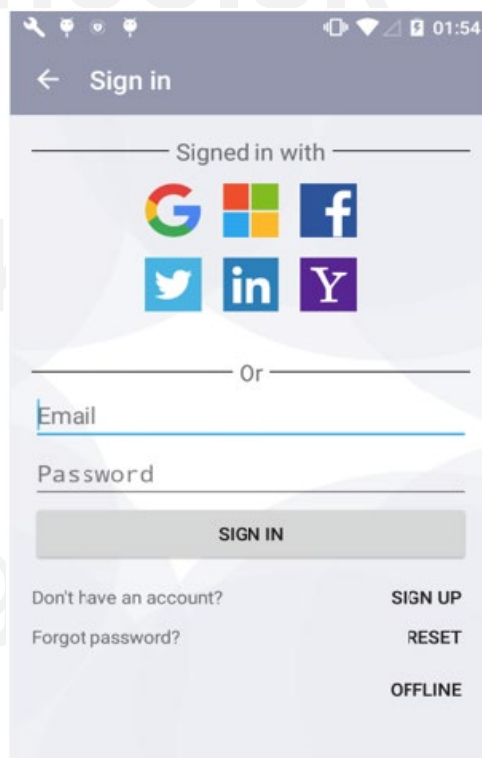 01:54
Sign in
Signed in with
Or
Email
Password
SIGN IN
Don't have an account? SIGN UP
Forgot password? RESET
OFFLINE